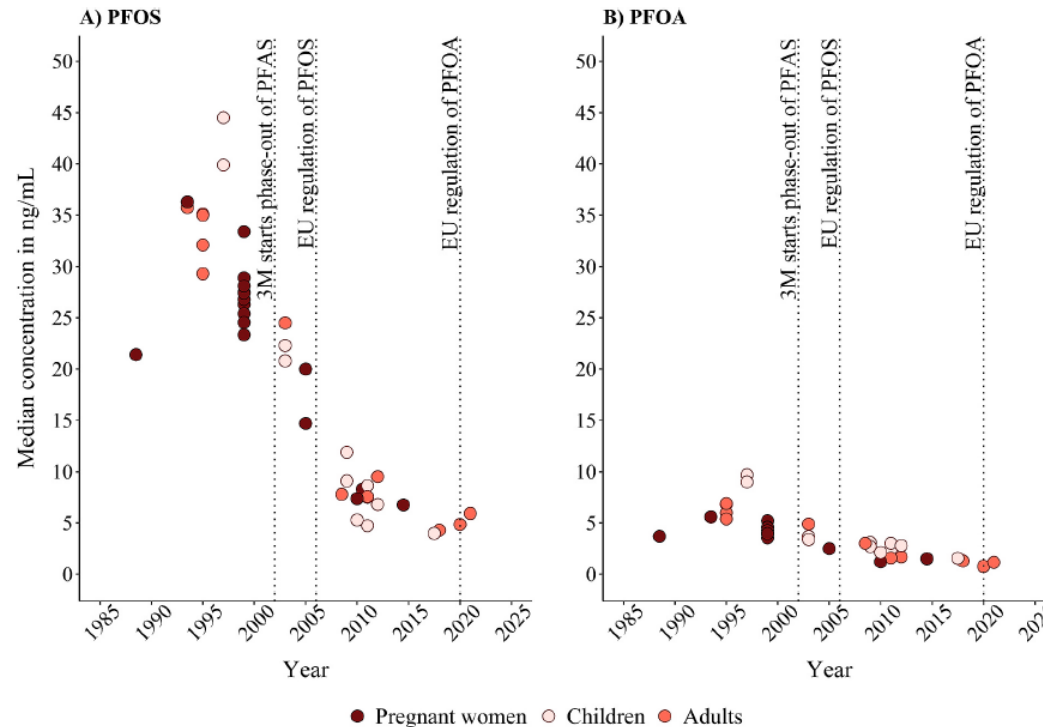 A) PFOS
B) PFOA
Median concentration in ng/mL
50
45
40
35
30
25
20
15
10
5
0
3M starts phase-out of PFAS
EU regulation of PFOS
EU regulation of PFOA
1985
1990
1995
2000
2005
2010
2015
2020
2025
Year
50
45
40
35
30
25
20
15
10
5
0
3M starts phase-out of PFAS
EU regulation of PFOS
EU regulation of PFOA
1985
1990
1995
2000
2005
2010
2015
2020
Year
Pregnant women
Children
Adults